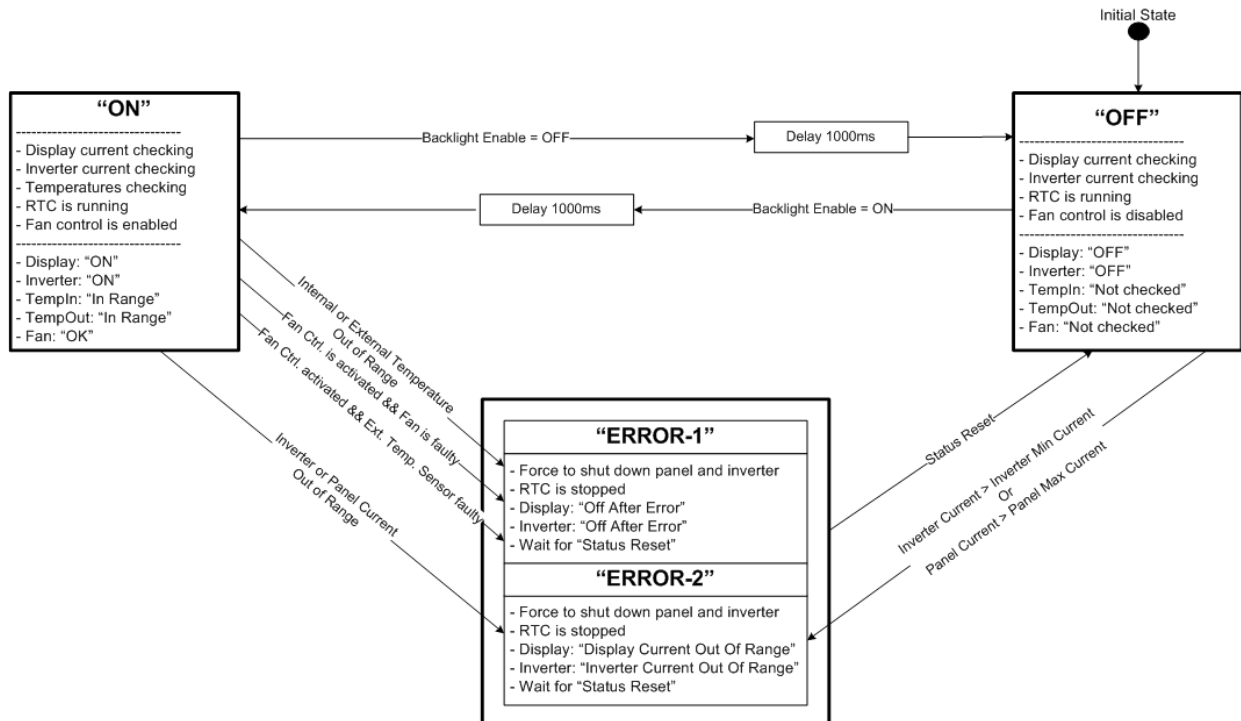 Initial State
“ON”
---------------------------------
- Display current checking
- Inverter current checking
- Temperatures checking
- RTC is running
- Fan control is enabled
---------------------------------
- Display: “ON”
- Inverter: “ON”
- TempIn: “In Range”
- TempOut: “In Range”
- Fan: “OK”
Backlight Enable = OFF
Delay 1000ms
Delay 1000ms
Backlight Enable = ON
“OFF”
---------------------------------
- Display current checking
- Inverter current checking
- RTC is running
- Fan control is disabled
---------------------------------
- Display: “OFF”
- Inverter: “OFF”
- TempIn: “Not checked”
- TempOut: “Not checked”
- Fan: “Not checked”
Internal or External Temperature
Out of Range
Fan Ctrl. is activated && Fan is faulty
Fan Ctrl. activated && Ext. Temp. Sensor faulty
Inverter or Panel Current
Out of Range
“ERROR-1”
- Force to shut down panel and inverter
- RTC is stopped
- Display: “Off After Error”
- Inverter: “Off After Error”
- Wait for “Status Reset”
“ERROR-2”
- Force to shut down panel and inverter
- RTC is stopped
- Display: “Display Current Out Of Range”
- Inverter: “Inverter Current Out Of Range”
- Wait for “Status Reset”
Status Reset
Inverter Current > Inverter Min Current
Or
Panel Current > Panel Max Current